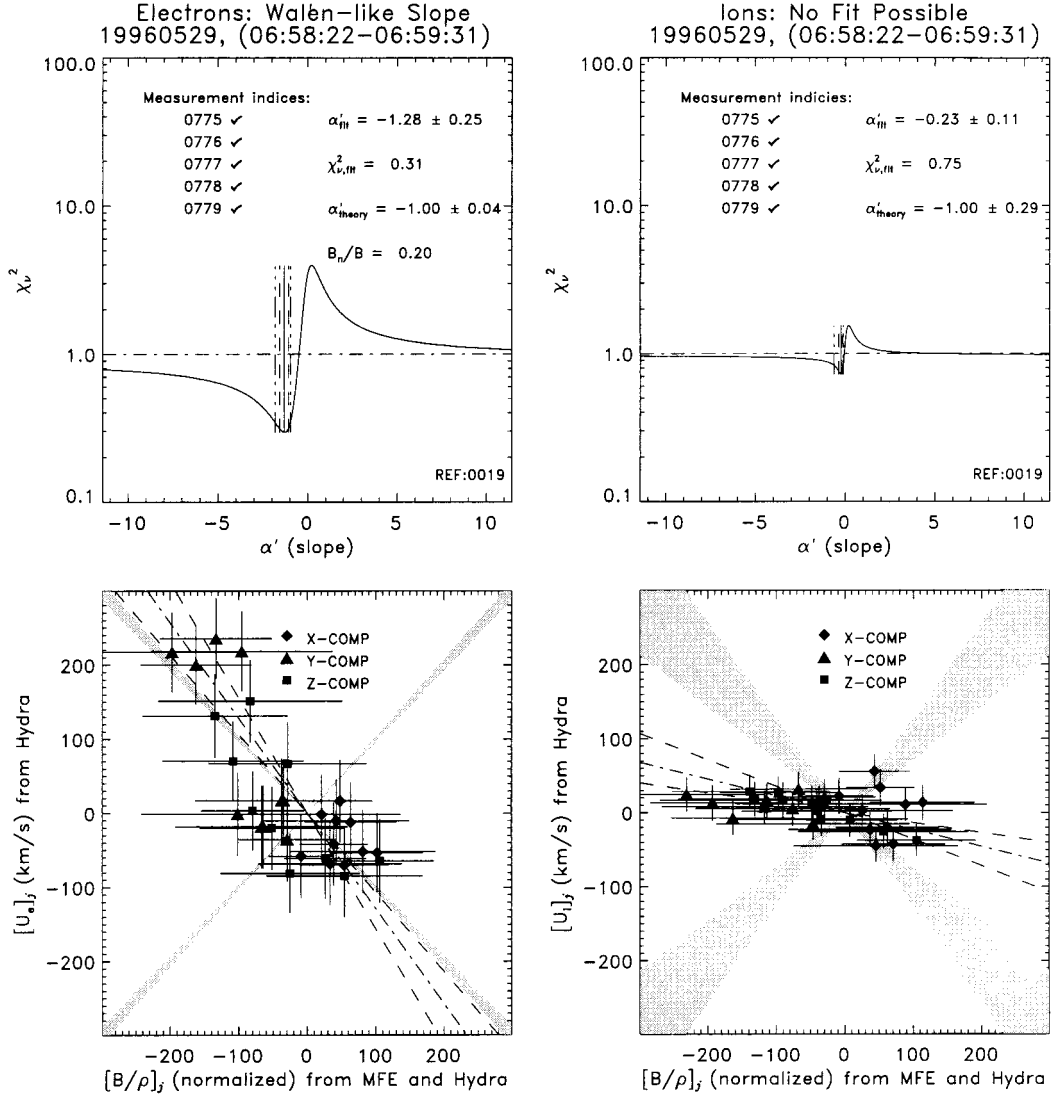 Electrons: Walén-like Slope
19960529, (06:58:22-06:59:31)
100.0
10.0
1.0
0.1
χν²
Measurement indices:
0775 ✓
0776 ✓
0777 ✓
0778 ✓
0779 ✓
α'fit = -1.28 ± 0.25
χ²ν,fit = 0.31
α'theory = -1.00 ± 0.04
Bn/B = 0.20
REF:0019
-10 -5 0 5 10
α' (slope)
Ions: No Fit Possible
19960529, (06:58:22-06:59:31)
100.0
10.0
1.0
0.1
χν²
Measurement indicies:
0775 ✓
0776 ✓
0777 ✓
0778 ✓
0779 ✓
α'fit = -0.23 ± 0.11
χ²ν,fit = 0.75
α'theory = -1.00 ± 0.29
REF:0019
-10 -5 0 5 10
α' (slope)
[Ue]j (km/s) from Hydra
200
100
0
-100
-200
X-COMP
Y-COMP
Z-COMP
-200 -100 0 100 200
[B/ρ]j (normalized) from MFE and Hydra
[Ui]j (km/s) from Hydra
200
100
0
-100
-200
X-COMP
Y-COMP
Z-COMP
-200 -100 0 100 200
[B/ρ]j (normalized) from MFE and Hydra